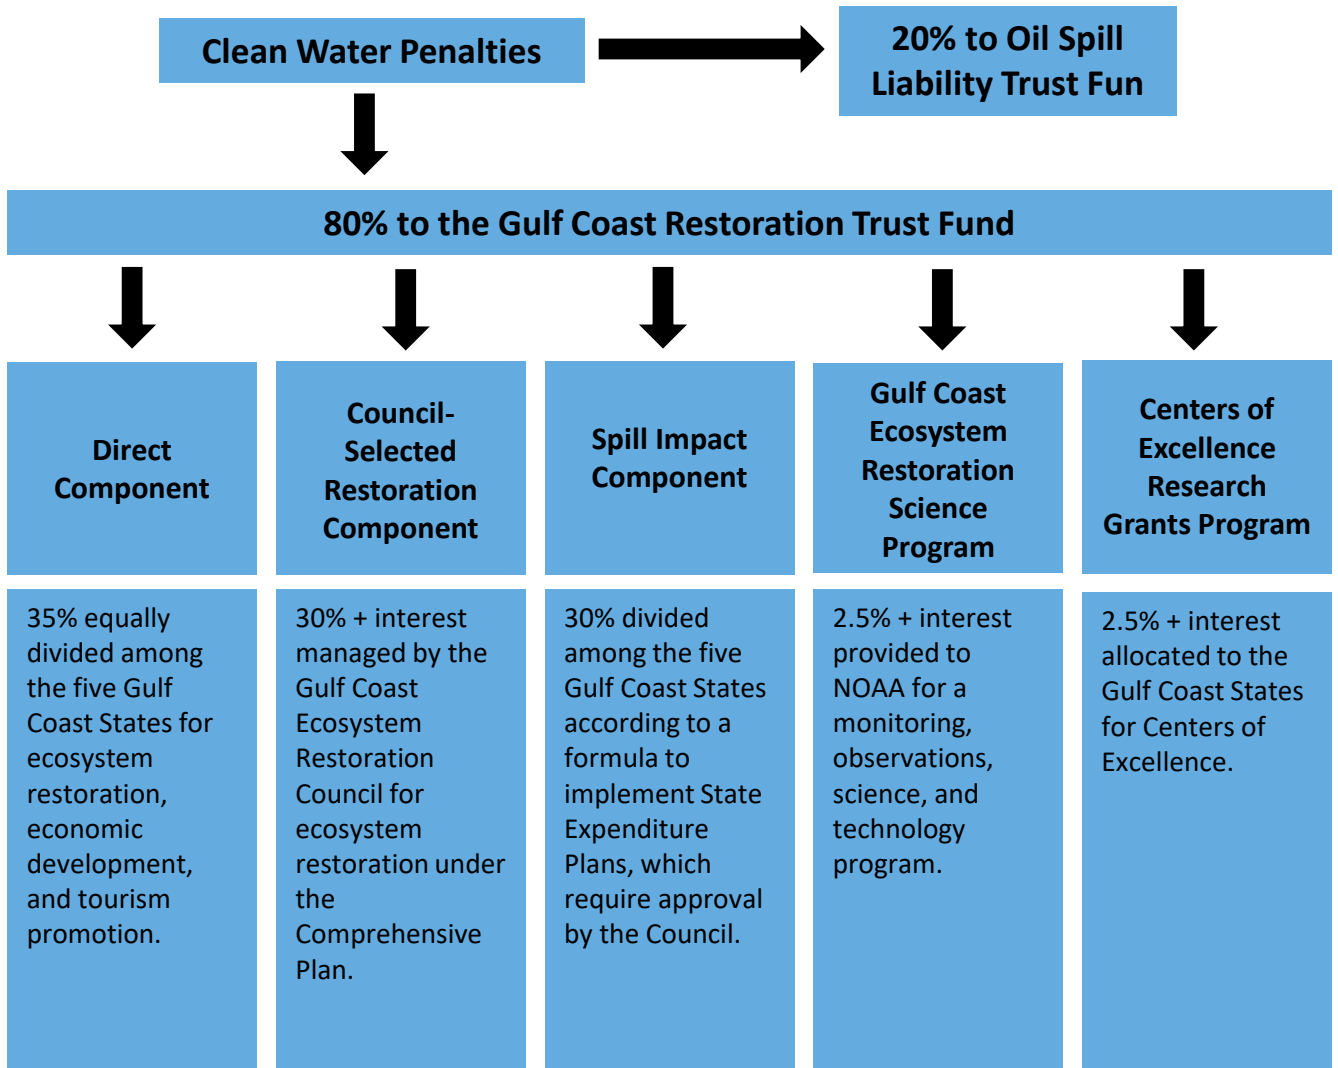 Clean Water Penalties
20% to Oil Spill
Liability Trust Fun
80% to the Gulf Coast Restoration Trust Fund
Direct
Component
Council-
Selected
Restoration
Component
Spill Impact
Component
Gulf Coast
Ecosystem
Restoration
Science
Program
Centers of
Excellence
Research
Grants Program
35% equally
divided among
the five Gulf
Coast States for
ecosystem
restoration,
economic
development,
and tourism
promotion.
30% + interest
managed by the
Gulf Coast
Ecosystem
Restoration
Council for
ecosystem
restoration under
the
Comprehensive
Plan.
30% divided
among the five
Gulf Coast States
according to a
formula to
implement State
Expenditure
Plans, which
require approval
by the Council.
2.5% + interest
provided to
NOAA for a
monitoring,
observations,
science, and
technology
program.
2.5% + interest
allocated to the
Gulf Coast States
for Centers of
Excellence.